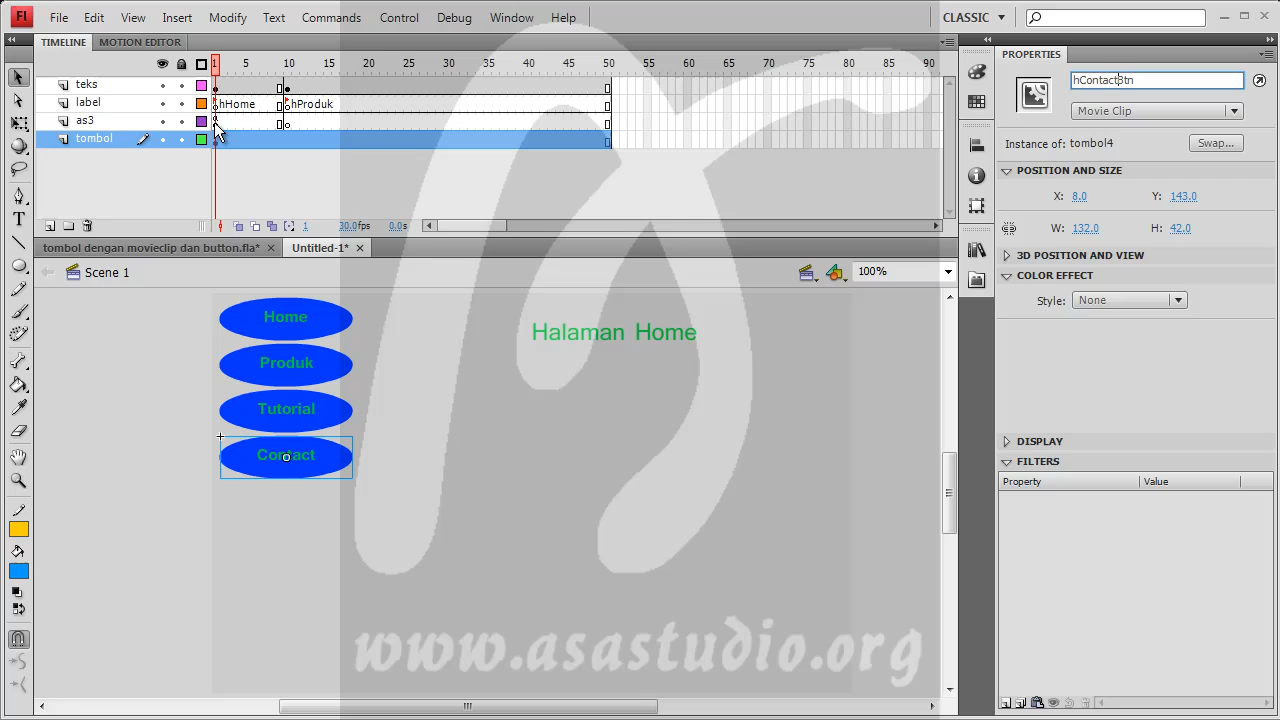 Fl File Edit View Insert Modify Text Commands Control Debug Window Help CLASSIC
TIMELINE MOTION EDITOR
1 5 10 15 20 25 30 35 40 45 50 55 60 65 70 75 80 85 90
teks
label hHome hProduk
as3
tombol
1 30.0fps 0.0s
tombol dengan movieclip dan button.fla* Untitled-1*
Scene 1 100%
Home
Produk
Tutorial
Contact
Halaman Home
www.asastudio.org
PROPERTIES
hContactBtn
Movie Clip
Instance of: tombol4 Swap...
POSITION AND SIZE
X: 8.0 Y: 143.0
W: 132.0 H: 42.0
3D POSITION AND VIEW
COLOR EFFECT
Style: None
DISPLAY
FILTERS
Property Value